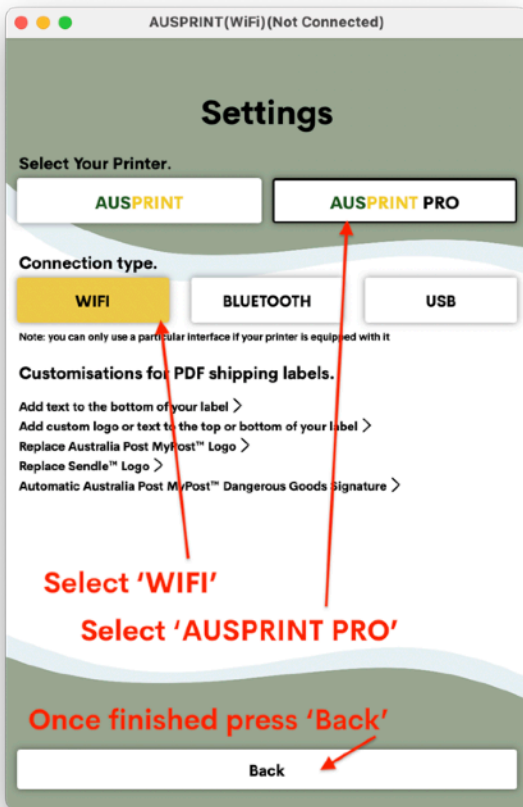 AUSPRINT(WiFi)(Not Connected)
Settings
Select Your Printer.
AUSPRINT
AUSPRINT PRO
Connection type.
WIFI
BLUETOOTH
USB
Note: you can only use a particular interface if your printer is equipped with it
Customisations for PDF shipping labels.
Add text to the bottom of your label >
Add custom logo or text to the top or bottom of your label >
Replace Australia Post MyPost™ Logo >
Replace Sendle™ Logo >
Automatic Australia Post MyPost™ Dangerous Goods Signature >
Select ‘WIFI’
Select ‘AUSPRINT PRO’
Once finished press ‘Back’
Back